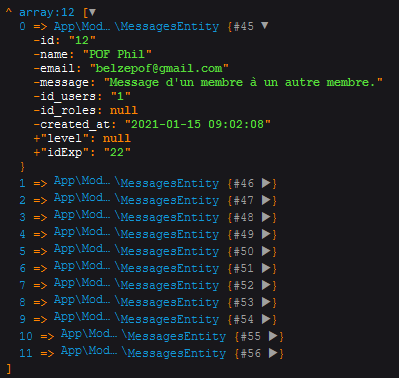 ^ array:12 [▼
0 => App\Mod…\MessagesEntity {#45 ▼
-id: "12"
-name: "POF Phil"
-email: "belzepof@gmail.com"
-message: "Message d'un membre à un autre membre."
-id_users: "1"
-id_roles: null
-created_at: "2021-01-15 09:02:08"
+"level": null
+"idExp": "22"
}
1 => App\Mod…\MessagesEntity {#46 ▶}
2 => App\Mod…\MessagesEntity {#47 ▶}
3 => App\Mod…\MessagesEntity {#48 ▶}
4 => App\Mod…\MessagesEntity {#49 ▶}
5 => App\Mod…\MessagesEntity {#50 ▶}
6 => App\Mod…\MessagesEntity {#51 ▶}
7 => App\Mod…\MessagesEntity {#52 ▶}
8 => App\Mod…\MessagesEntity {#53 ▶}
9 => App\Mod…\MessagesEntity {#54 ▶}
10 => App\Mod…\MessagesEntity {#55 ▶}
11 => App\Mod…\MessagesEntity {#56 ▶}
]